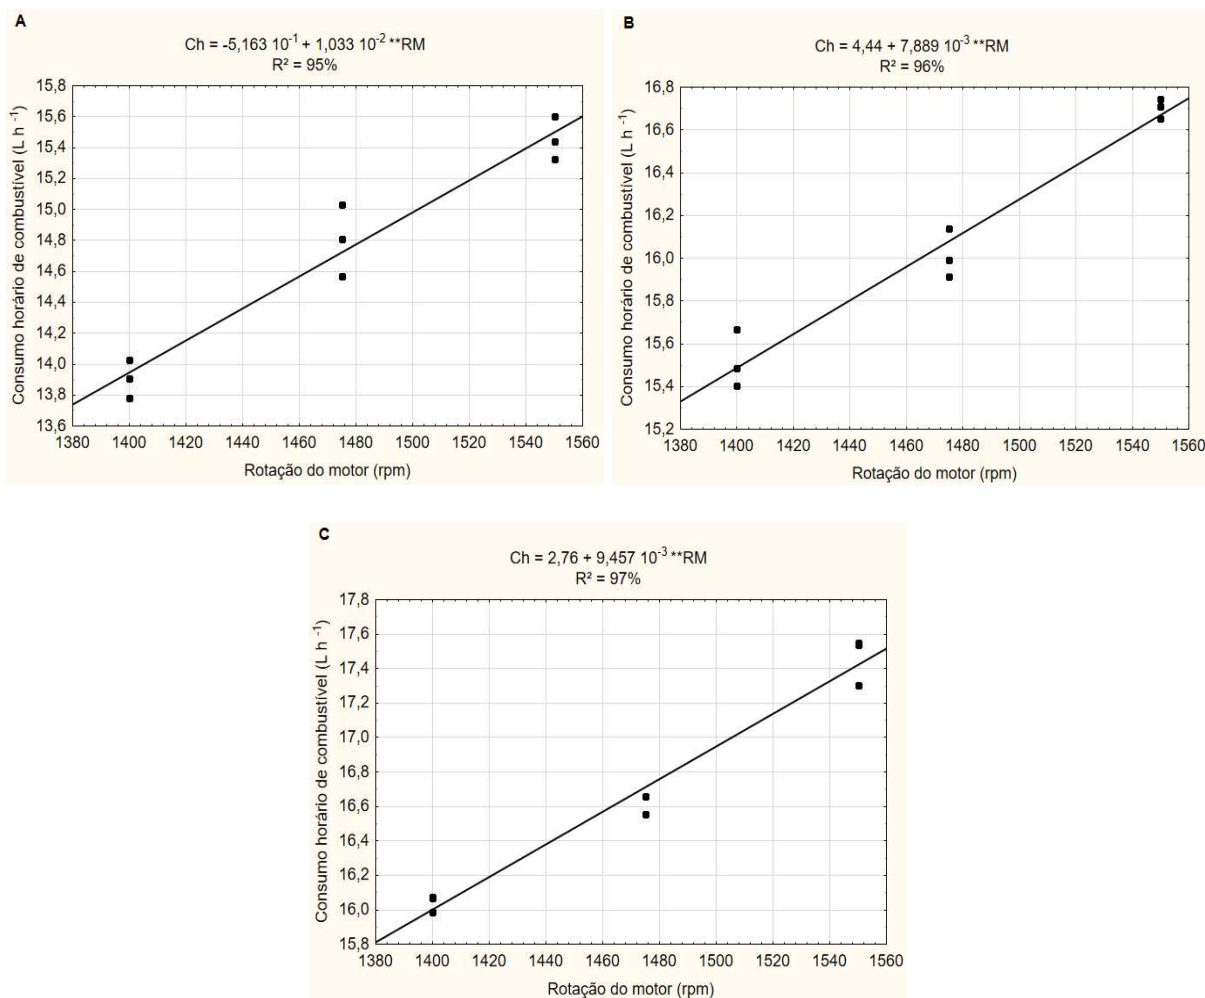 A
Ch = -5,163 10⁻¹ + 1,033 10⁻² **RM
R² = 95%
Consumo horário de combustível (L h ⁻¹)
15,8
15,6
15,4
15,2
15,0
14,8
14,6
14,4
14,2
14,0
13,8
13,6
1380 1400 1420 1440 1460 1480 1500 1520 1540 1560
Rotação do motor (rpm)
B
Ch = 4,44 + 7,889 10⁻³ **RM
R² = 96%
Consumo horário de combustível (L h ⁻¹)
16,8
16,6
16,4
16,2
16,0
15,8
15,6
15,4
15,2
1380 1400 1420 1440 1460 1480 1500 1520 1540 1560
Rotação do motor (rpm)
C
Ch = 2,76 + 9,457 10⁻³ **RM
R² = 97%
Consumo horário de combustível (L h ⁻¹)
17,8
17,6
17,4
17,2
17,0
16,8
16,6
16,4
16,2
16,0
15,8
1380 1400 1420 1440 1460 1480 1500 1520 1540 1560
Rotação do motor (rpm)